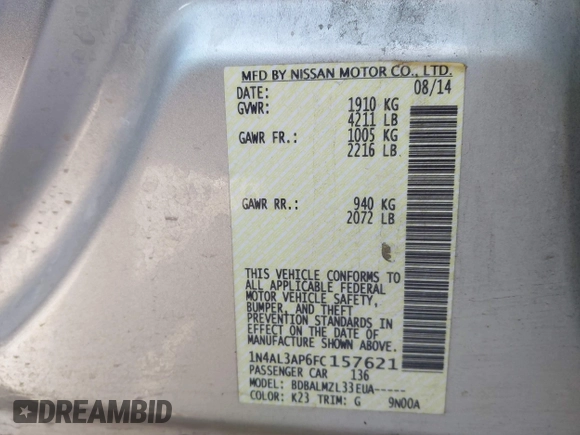 MFD BY NISSAN MOTOR CO., LTD.
DATE: 08/14
GVWR: 1910 KG
4211 LB
GAWR FR.: 1005 KG
2216 LB
GAWR RR.: 940 KG
2072 LB
THIS VEHICLE CONFORMS TO
ALL APPLICABLE FEDERAL
MOTOR VEHICLE SAFETY,
BUMPER, AND THEFT
PREVENTION STANDARDS IN
EFFECT ON THE DATE OF
MANUFACTURE SHOWN ABOVE.
1N4AL3AP6FC157621
PASSENGER CAR 136
MODEL: BDBALMZL33EUA-----
COLOR: K23 TRIM: G 9N00A
DEALERS
AUCTION.CC